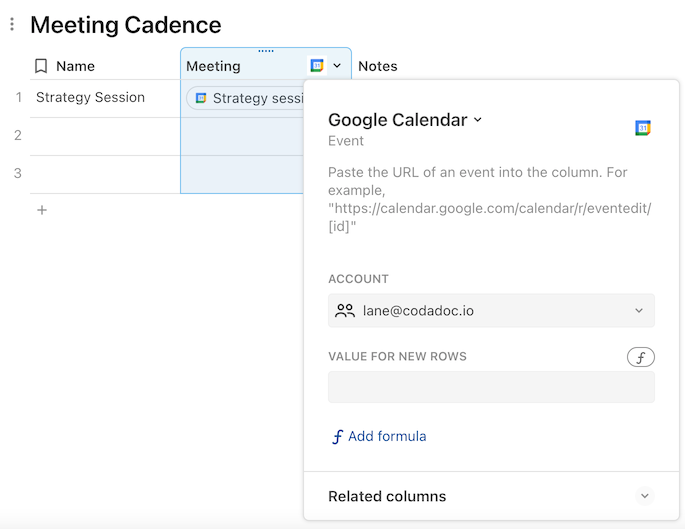 Meeting Cadence
Name Meeting Notes
1 Strategy Session Strategy sessi
2
3
+
Google Calendar
Event
Paste the URL of an event into the column. For
example,
"https://calendar.google.com/calendar/r/eventedit/
[id]"
ACCOUNT
lane@codadoc.io
VALUE FOR NEW ROWS
Add formula
Related columns